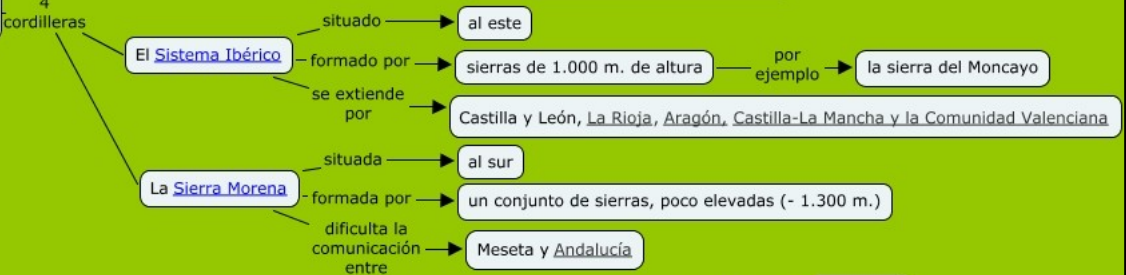 4
cordilleras
El Sistema Ibérico
situado
al este
formado por
sierras de 1.000 m. de altura
por
ejemplo
la sierra del Moncayo
se extiende
por
Castilla y León, La Rioja, Aragón, Castilla-La Mancha y la Comunidad Valenciana
La Sierra Morena
situada
al sur
formada por
un conjunto de sierras, poco elevadas (- 1.300 m.)
dificulta la
comunicación
entre
Meseta y Andalucía